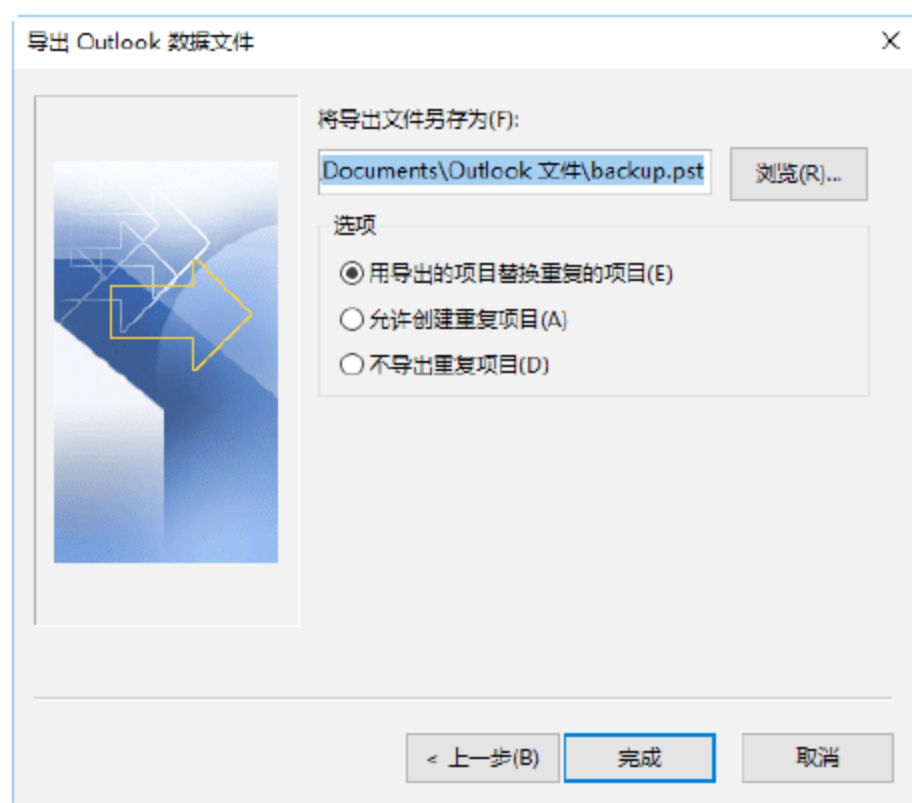 导出 Outlook 数据文件
将导出文件另存为(F):
Documents\Outlook 文件\backup.pst
浏览(R)...
选项
用导出的项目替换重复的项目(E)
允许创建重复项目(A)
不导出重复项目(D)
< 上一步(B)
完成
取消